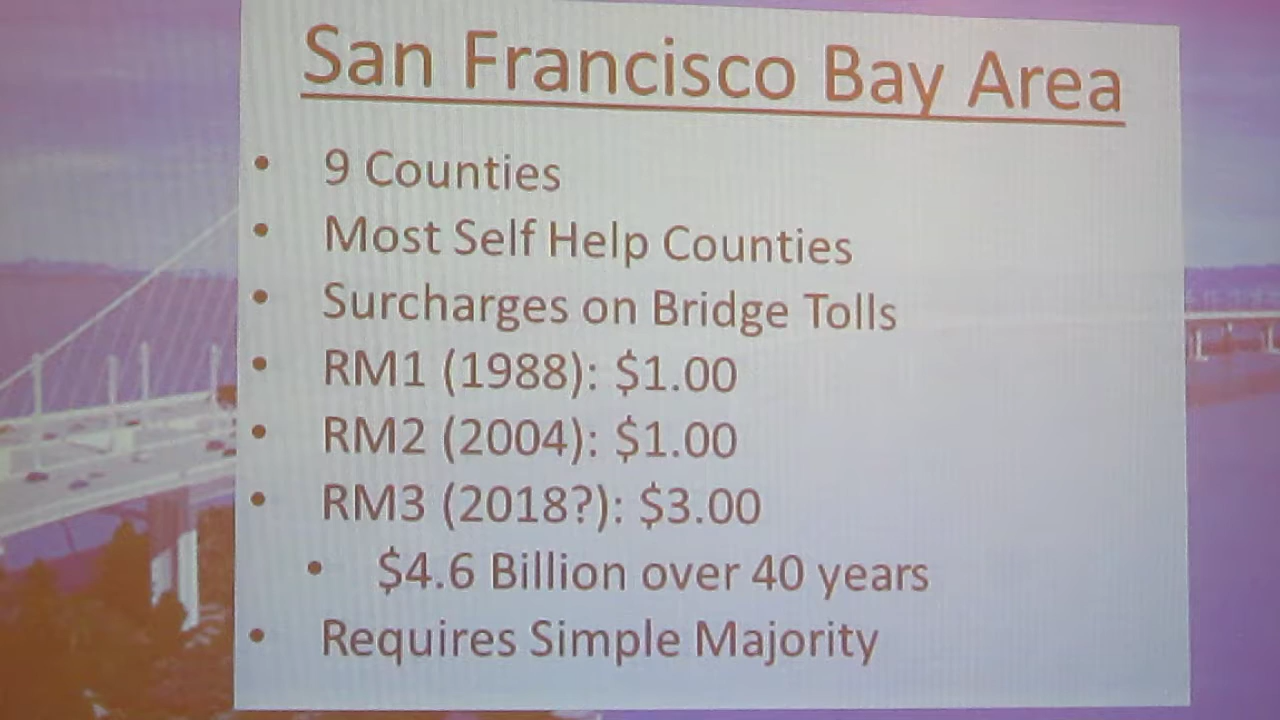 San Francisco Bay Area
• 9 Counties
• Most Self Help Counties
• Surcharges on Bridge Tolls
• RM1 (1988): $1.00
• RM2 (2004): $1.00
• RM3 (2018?): $3.00
• $4.6 Billion over 40 years
• Requires Simple Majority